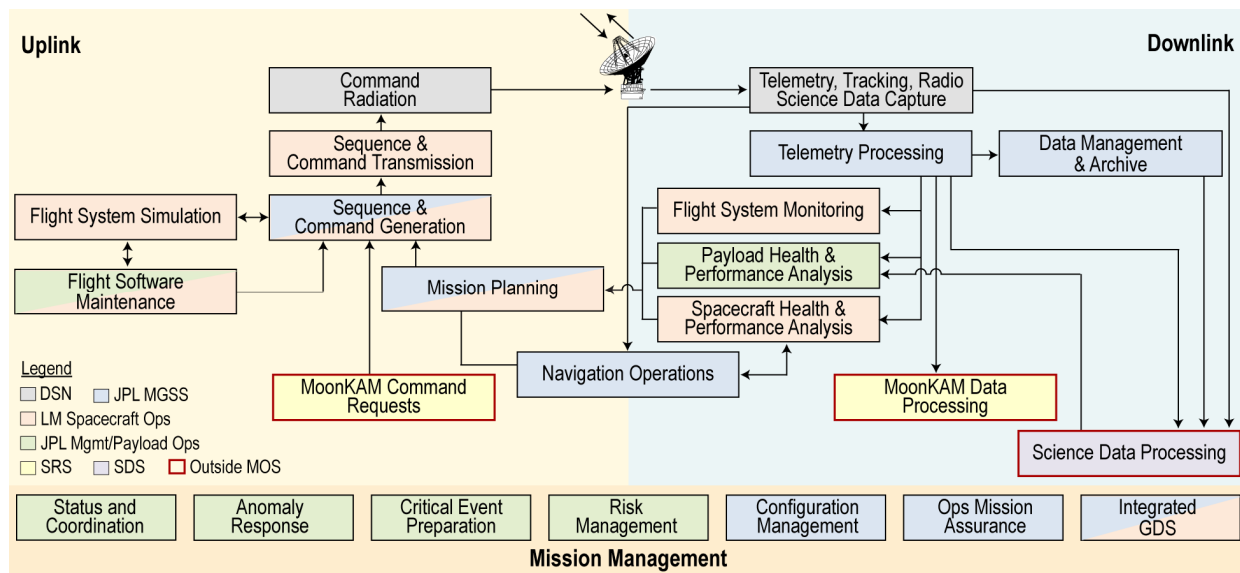 Uplink
Downlink
Command
Radiation
Telemetry, Tracking, Radio
Science Data Capture
Sequence &
Command Transmission
Telemetry Processing
Data Management
& Archive
Flight System Simulation
Sequence &
Command Generation
Flight System Monitoring
Payload Health &
Performance Analysis
Flight Software
Maintenance
Mission Planning
Spacecraft Health &
Performance Analysis
Navigation Operations
MoonKAM Command
Requests
MoonKAM Data
Processing
Science Data Processing
Legend
DSN
JPL MGSS
LM Spacecraft Ops
JPL Mgmt/Payload Ops
SRS
SDS
Outside MOS
Status and
Coordination
Anomaly
Response
Critical Event
Preparation
Risk
Management
Configuration
Management
Ops Mission
Assurance
Integrated
GDS
Mission Management